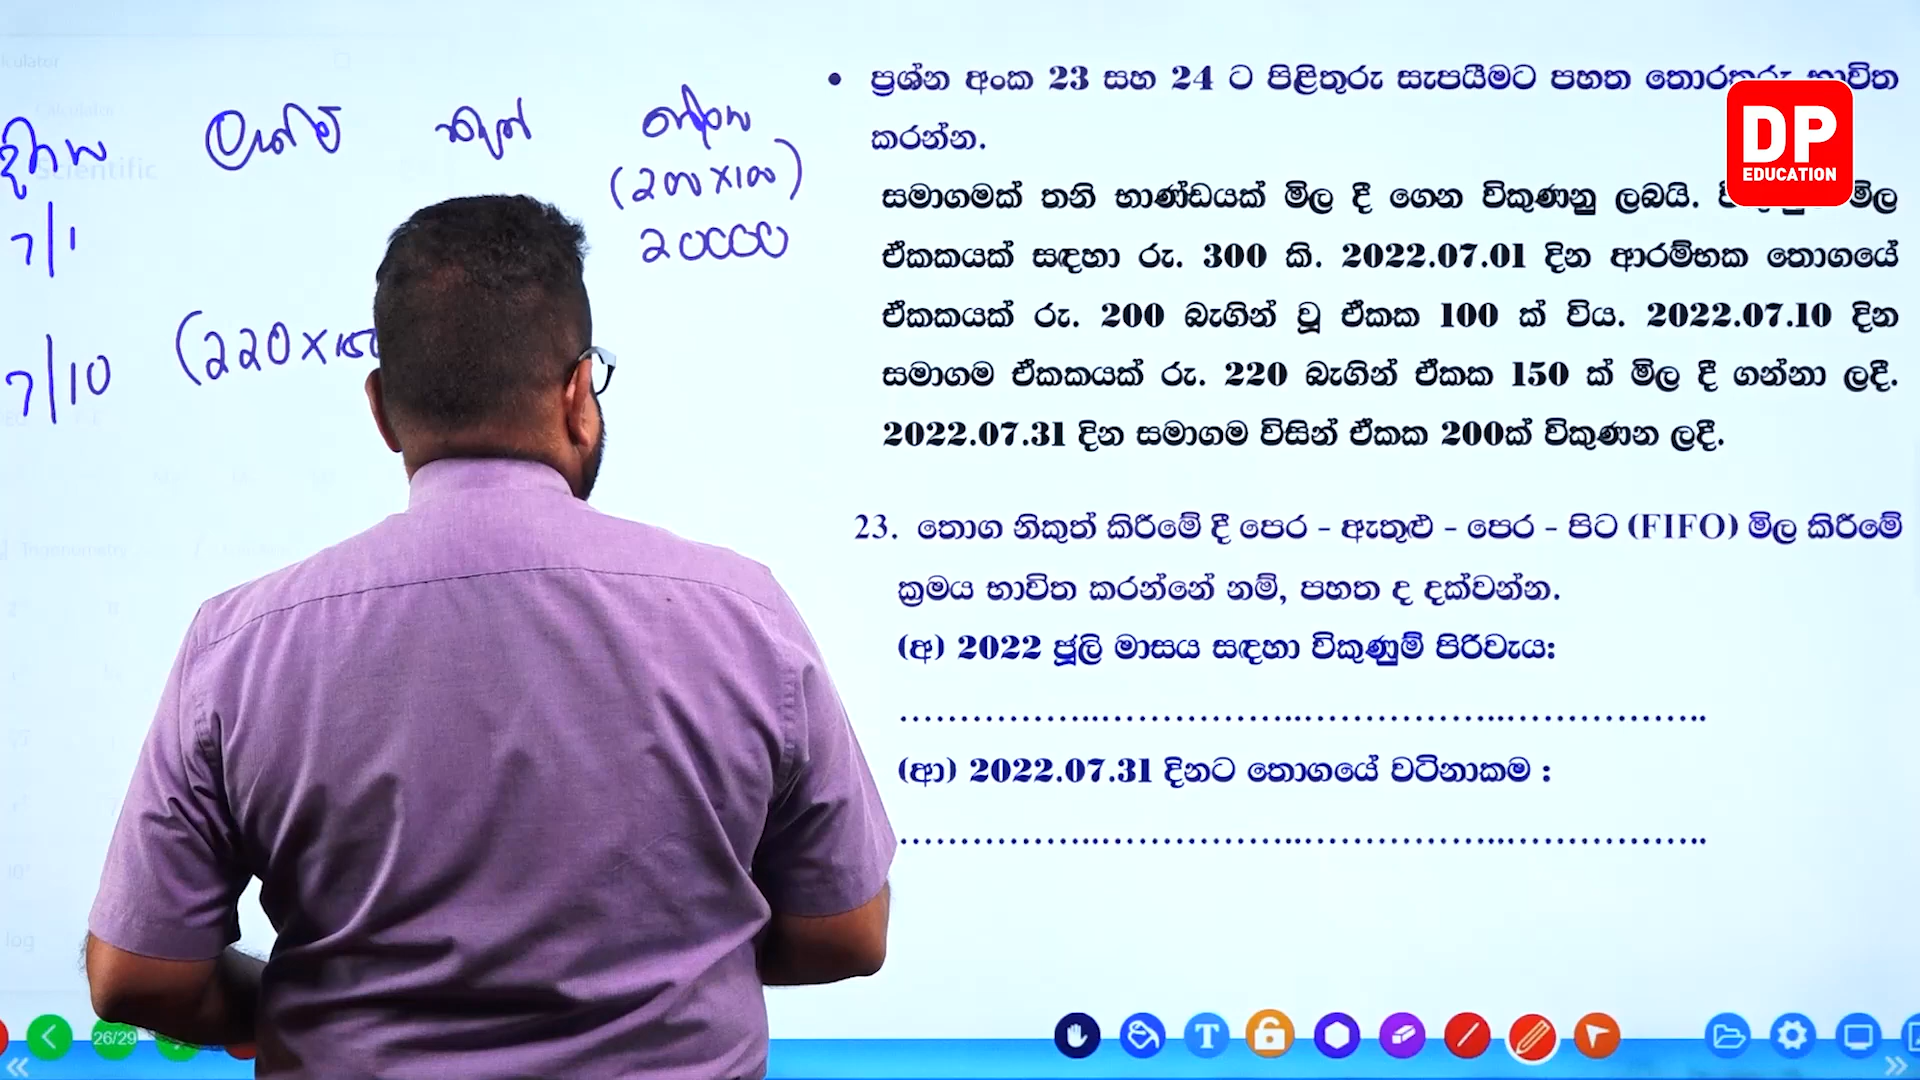 දිනය ලැබීම් නිකුත් ශේෂය
(200×100)
7/1 20000
7/10 (220×150
• ප්‍රශ්න අංක 23 සහ 24 ට පිළිතුරු සැපයීමට පහත තොරතුරු භාවිත
කරන්න.
DP
EDUCATION
සමාගමක් තනි භාණ්ඩයක් මිල දී ගෙන විකුණනු ලබයි. මිල
ඒකකයක් සඳහා රු. 300 කි. 2022.07.01 දින ආරම්භක තොගයේ
ඒකකයක් රු. 200 බැගින් වූ ඒකක 100 ක් විය. 2022.07.10 දින
සමාගම ඒකකයක් රු. 220 බැගින් ඒකක 150 ක් මිල දී ගන්නා ලදී.
2022.07.31 දින සමාගම විසින් ඒකක 200ක් විකුණන ලදී.
23. තොග නිකුත් කිරීමේ දී පෙර - ඇතුළු - පෙර - පිට (FIFO) මිල කිරීමේ
ක්‍රමය භාවිත කරන්නේ නම්, පහත ද දක්වන්න.
(අ) 2022 ජූලි මාසය සඳහා විකුණුම් පිරිවැය:
(ආ) 2022.07.31 දිනට තොගයේ වටිනාකම :
26/29